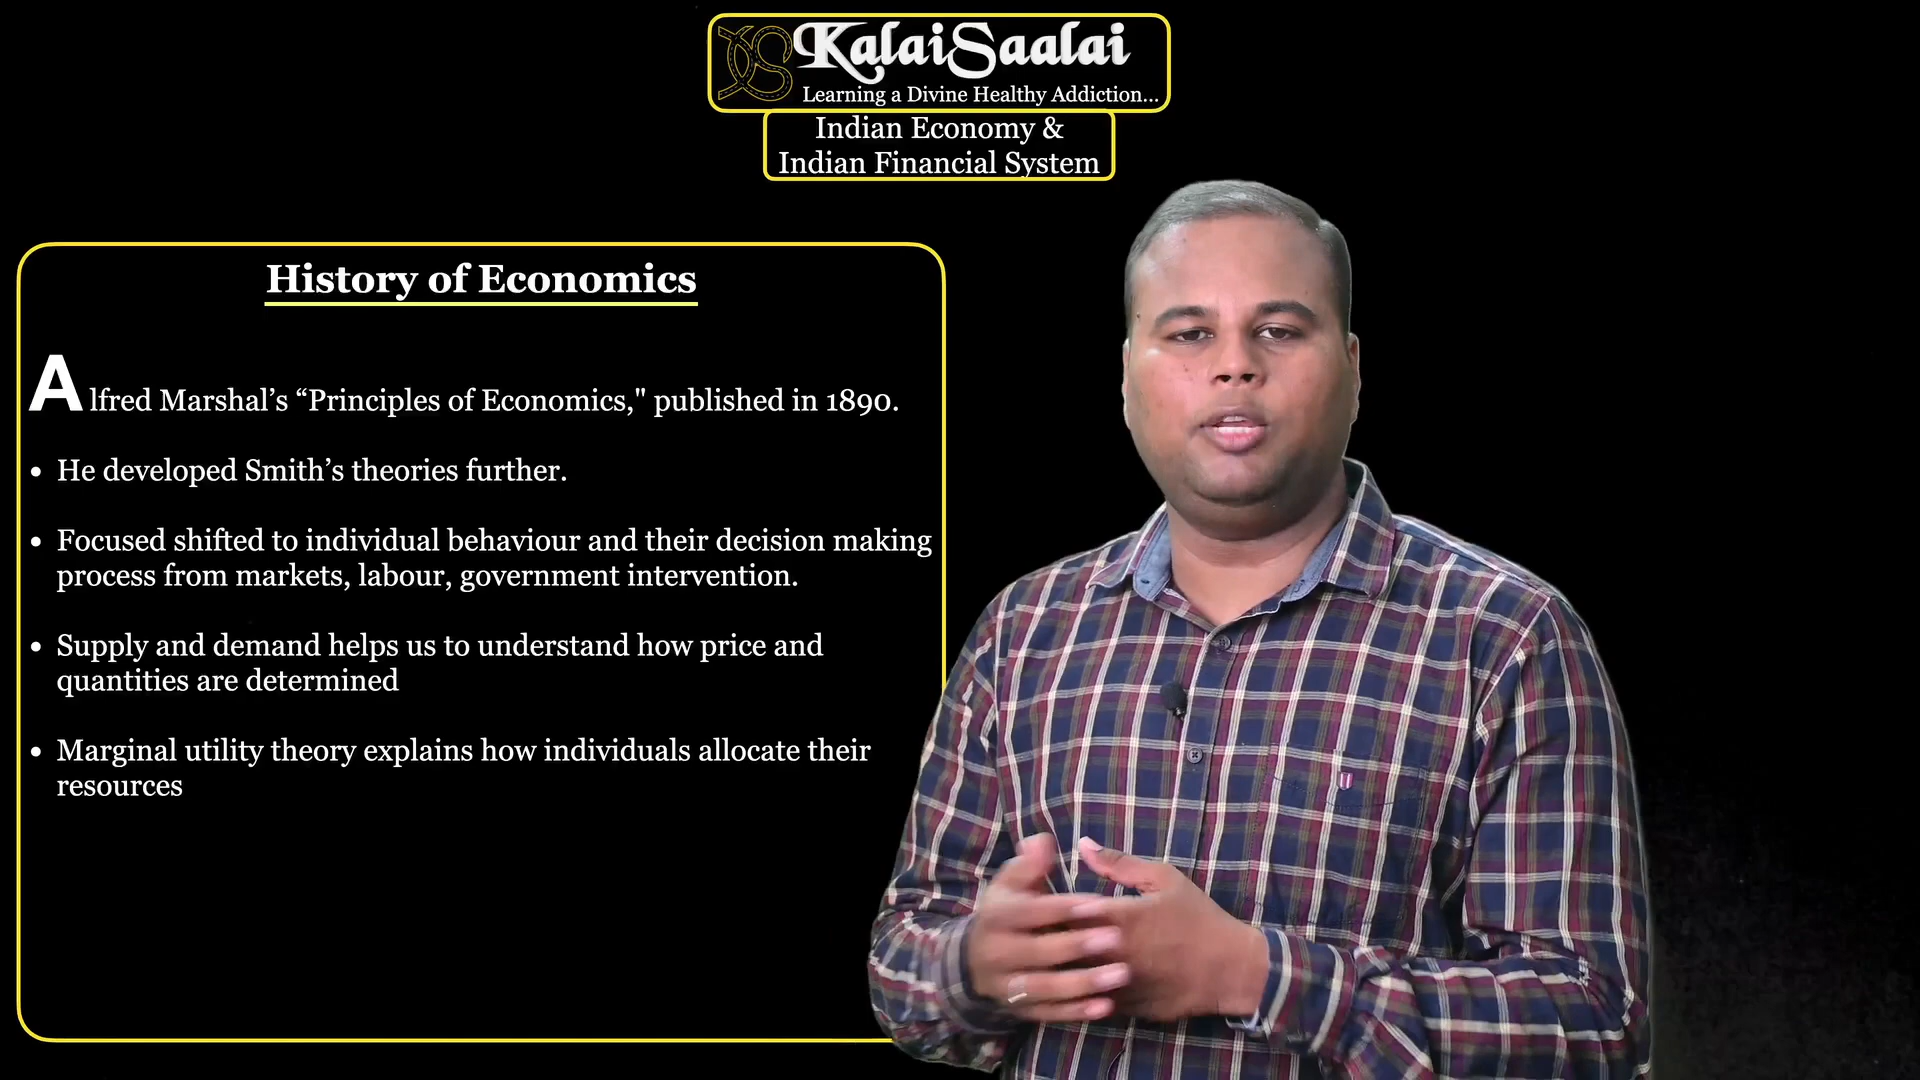 KalaiSaalai
Learning a Divine Healthy Addiction...
Indian Economy &
Indian Financial System
History of Economics
Alfred Marshal’s “Principles of Economics," published in 1890.
• He developed Smith’s theories further.
• Focused shifted to individual behaviour and their decision making
process from markets, labour, government intervention.
• Supply and demand helps us to understand how price and
quantities are determined
• Marginal utility theory explains how individuals allocate their
resources